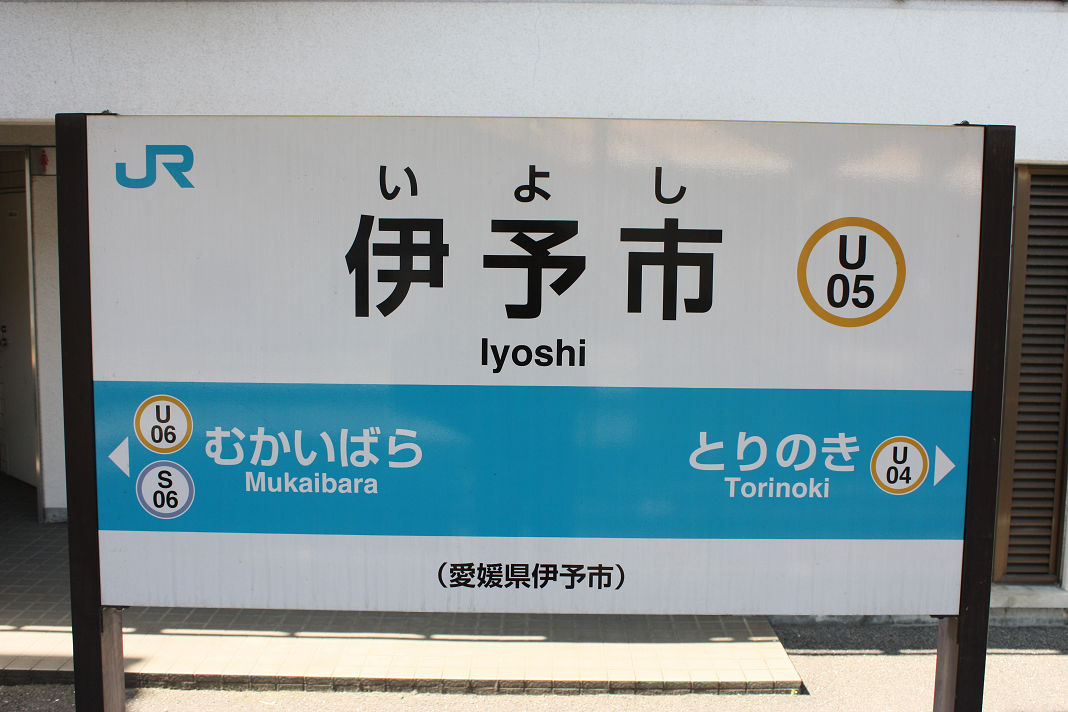 JR
いよし
伊予市
Iyoshi
U
05
U
06
S
06
むかいばら
Mukaibara
とりのき
Torinoki
U
04
（愛媛県伊予市）